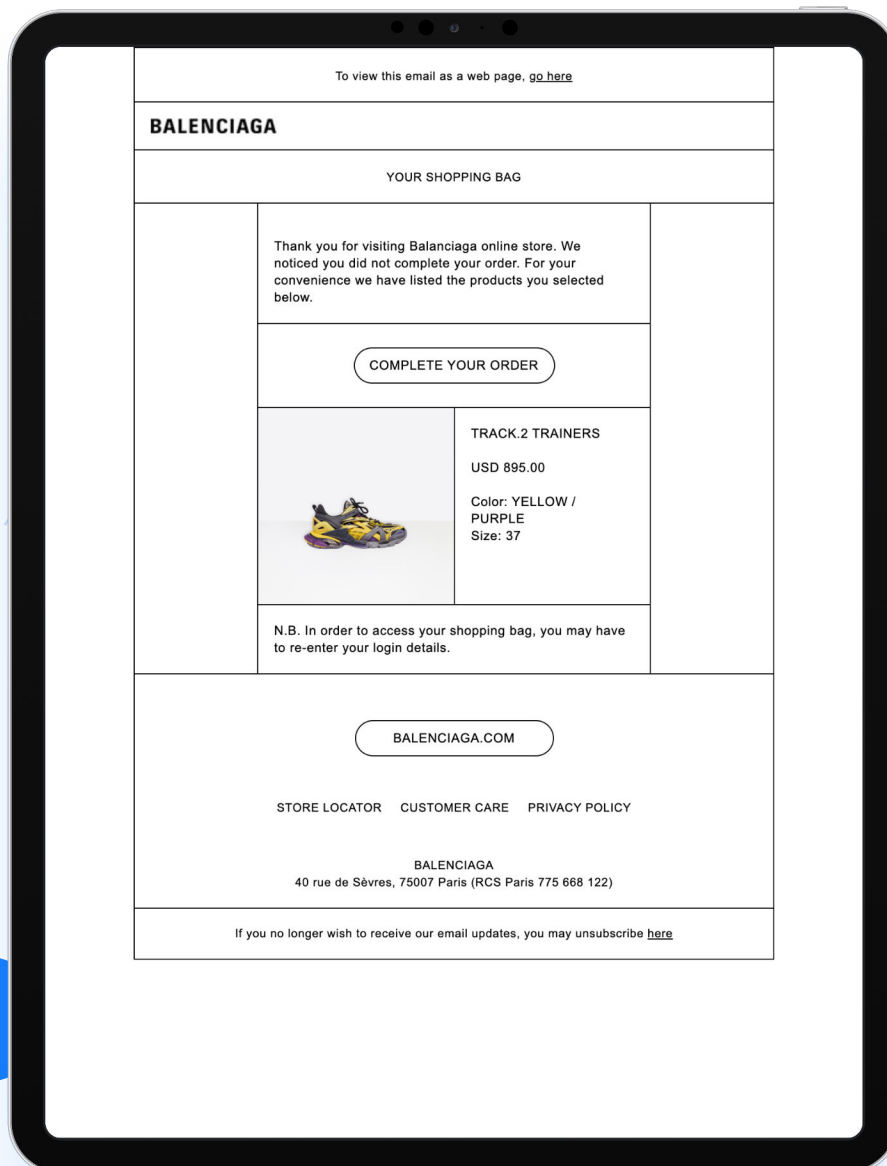 To view this email as a web page, go here
BALENCIAGA
YOUR SHOPPING BAG
Thank you for visiting Balanciaga online store. We
noticed you did not complete your order. For your
convenience we have listed the products you selected
below.
COMPLETE YOUR ORDER
TRACK.2 TRAINERS
USD 895.00
Color: YELLOW /
PURPLE
Size: 37
N.B. In order to access your shopping bag, you may have
to re-enter your login details.
BALENCIAGA.COM
STORE LOCATOR CUSTOMER CARE PRIVACY POLICY
BALENCIAGA
40 rue de Sèvres, 75007 Paris (RCS Paris 775 668 122)
If you no longer wish to receive our email updates, you may unsubscribe here